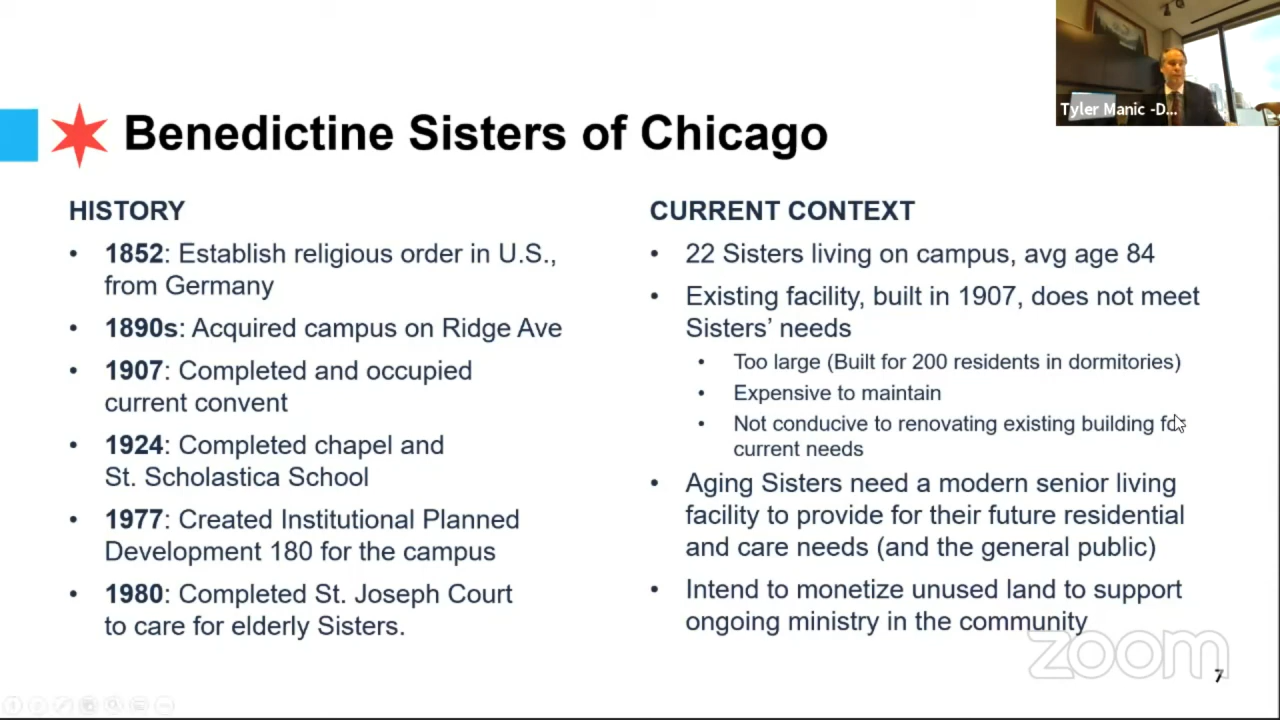 Tyler Manic -D...
Benedictine Sisters of Chicago
HISTORY
• 1852: Establish religious order in U.S.,
from Germany
• 1890s: Acquired campus on Ridge Ave
• 1907: Completed and occupied
current convent
• 1924: Completed chapel and
St. Scholastica School
• 1977: Created Institutional Planned
Development 180 for the campus
• 1980: Completed St. Joseph Court
to care for elderly Sisters.
CURRENT CONTEXT
• 22 Sisters living on campus, avg age 84
• Existing facility, built in 1907, does not meet
Sisters’ needs
• Too large (Built for 200 residents in dormitories)
• Expensive to maintain
• Not conducive to renovating existing building for
current needs
• Aging Sisters need a modern senior living
facility to provide for their future residential
and care needs (and the general public)
• Intend to monetize unused land to support
ongoing ministry in the community
zoom
7